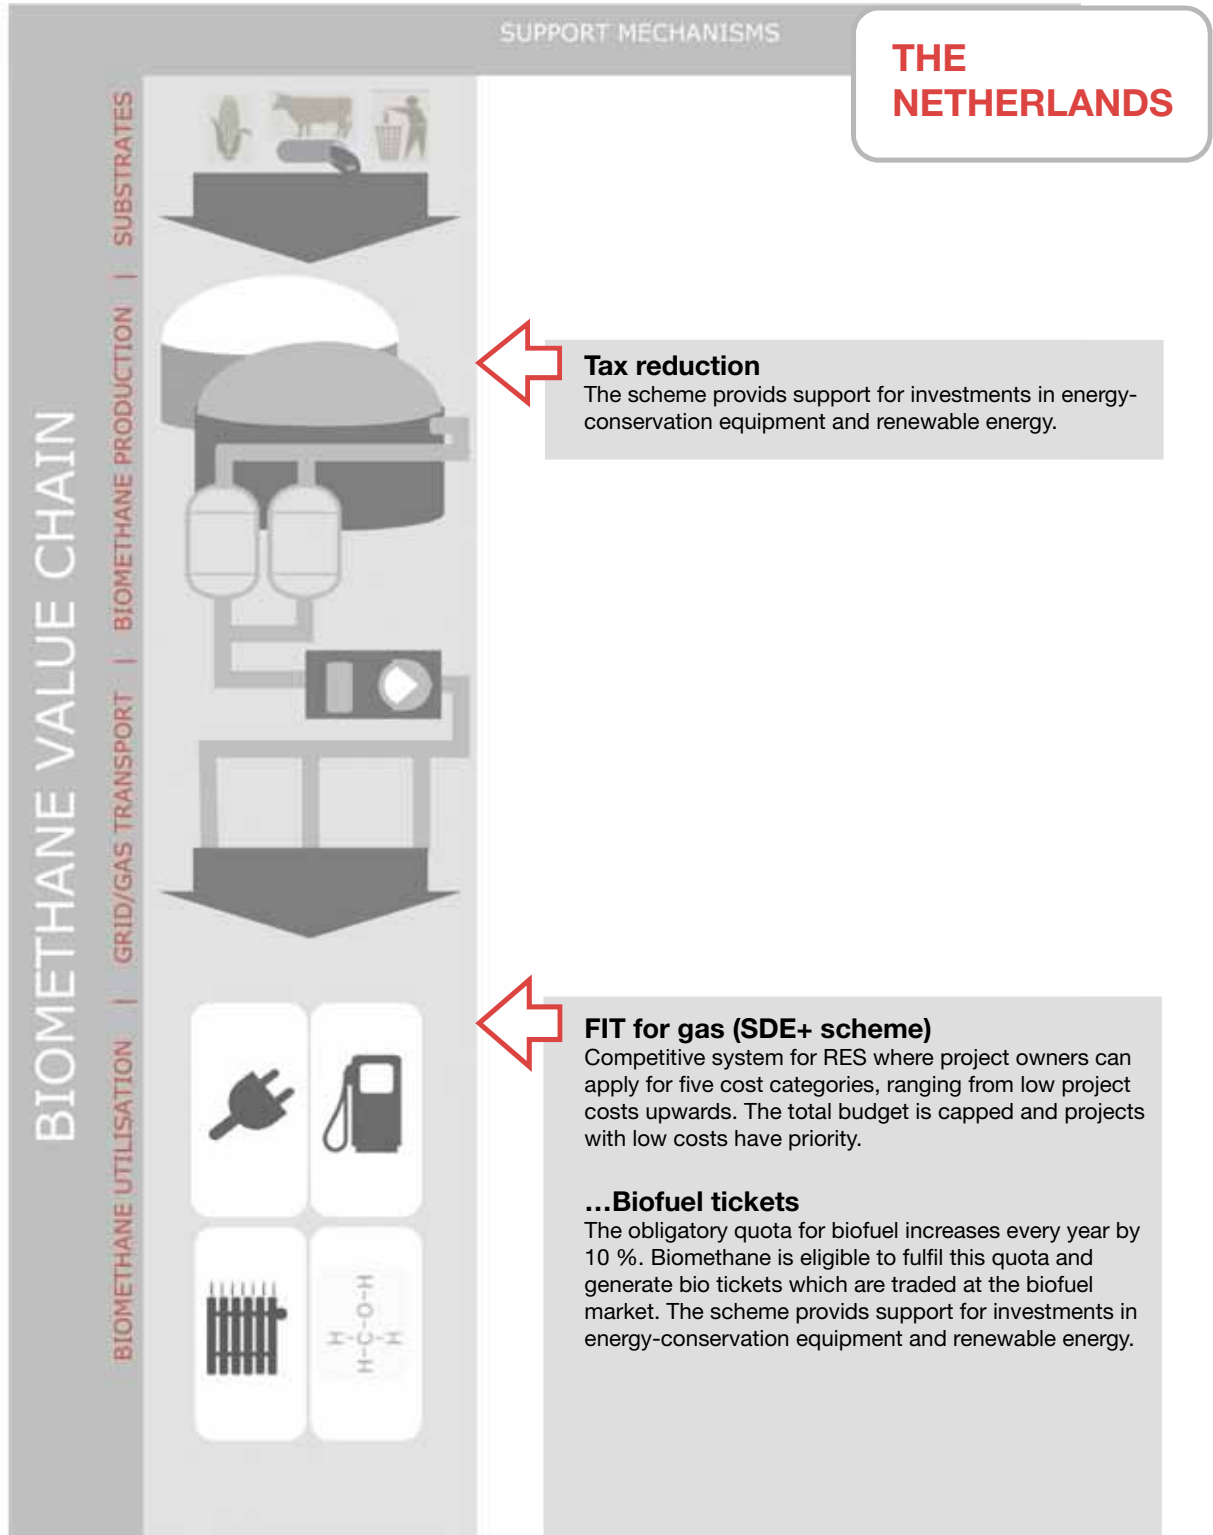 SUPPORT MECHANISMS
THE
NETHERLANDS
BIOMETHANE VALUE CHAIN
BIOMETHANE UTILISATION | GRID/GAS TRANSPORT | BIOMETHANE PRODUCTION | SUBSTRATES
Tax reduction
The scheme provids support for investments in energy-
conservation equipment and renewable energy.
FIT for gas (SDE+ scheme)
Competitive system for RES where project owners can
apply for five cost categories, ranging from low project
costs upwards. The total budget is capped and projects
with low costs have priority.
...Biofuel tickets
The obligatory quota for biofuel increases every year by
10 %. Biomethane is eligible to fulfil this quota and
generate bio tickets which are traded at the biofuel
market. The scheme provids support for investments in
energy-conservation equipment and renewable energy.
H
H-C-O-H
H